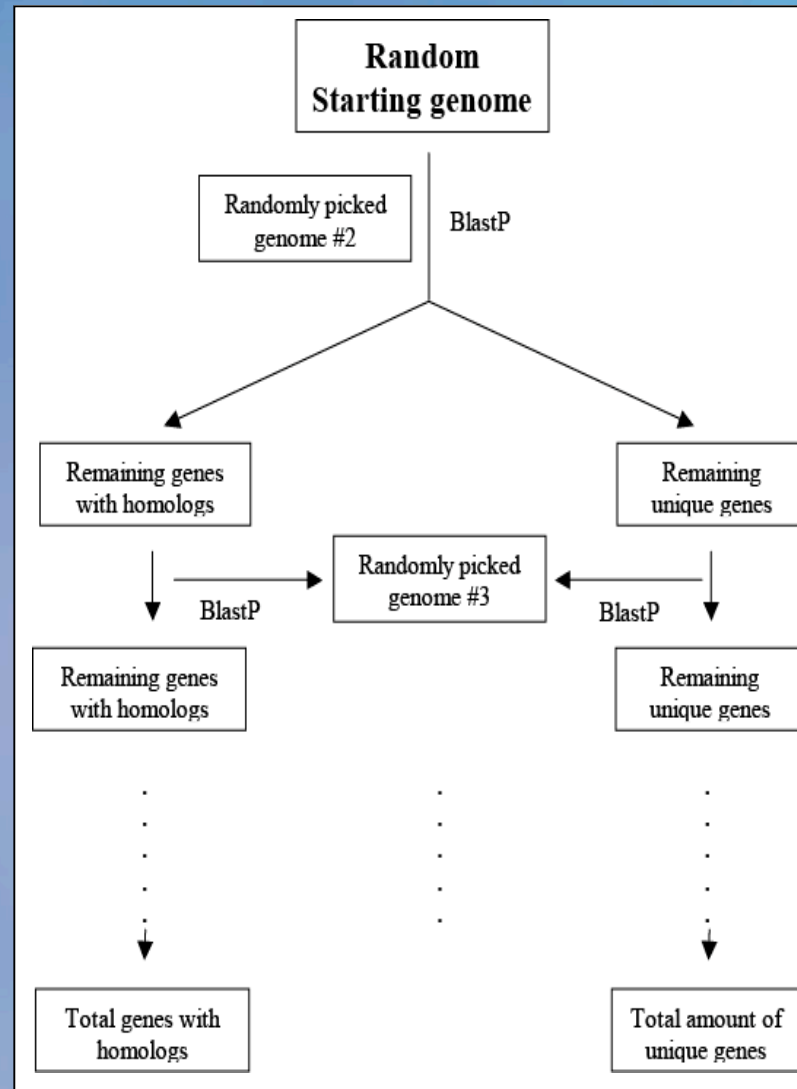 Random
Starting genome
Randomly picked
genome #2
BlastP
Remaining genes
with homologs
Remaining
unique genes
Randomly picked
genome #3
BlastP
BlastP
Remaining genes
with homologs
Remaining
unique genes
Total genes with
homologs
Total amount of
unique genes